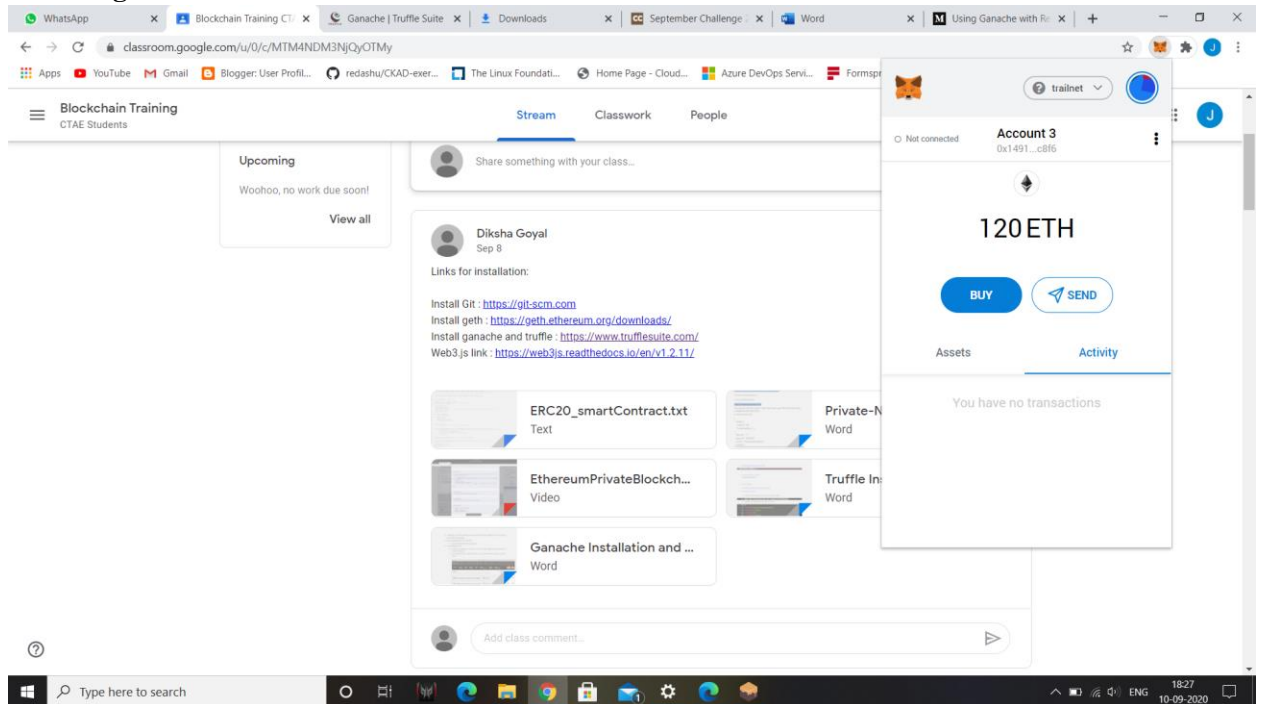 WhatsApp
Blockchain Training CT
Ganache | Truffle Suite
Downloads
September Challenge
Word
Using Ganache with Re
classroom.google.com/u/0/c/MTM4NDM3NjQyOTMy
Apps
YouTube
Gmail
Blogger: User Profil...
redashu/CKAD-exer...
The Linux Foundati...
Home Page - Cloud...
Azure DevOps Servi...
Formspr
Blockchain Training
CTAE Students
Stream
Classwork
People
J
trailnet
Not connected
Account 3
0x1491...c8f6
120 ETH
BUY
SEND
Assets
Activity
You have no transactions
Upcoming
Woohoo, no work due soon!
View all
Share something with your class...
Diksha Goyal
Sep 8
Links for installation:
Install Git : https://git-scm.com
Install geth : https://geth.ethereum.org/downloads/
Install ganache and truffle : https://www.trufflesuite.com/
Web3.js link : https://web3js.readthedocs.io/en/v1.2.11/
ERC20_smartContract.txt
Text
Private-N
Word
EthereumPrivateBlockch...
Video
Truffle In
Word
Ganache Installation and ...
Word
Add class comment...
Type here to search
ENG
18:27
10-09-2020